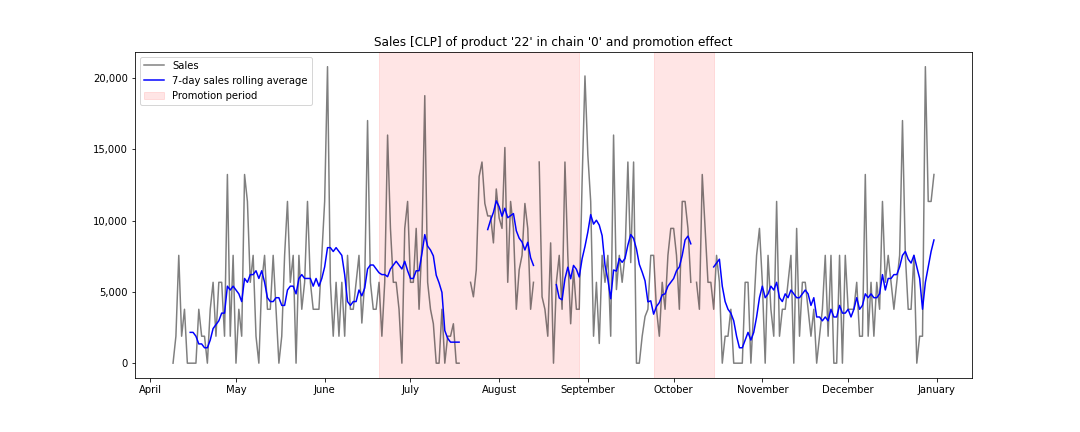 Sales [CLP] of product '22' in chain '0' and promotion effect
Sales
7-day sales rolling average
Promotion period
20,000
15,000
10,000
5,000
0
April May June July August September October November December January